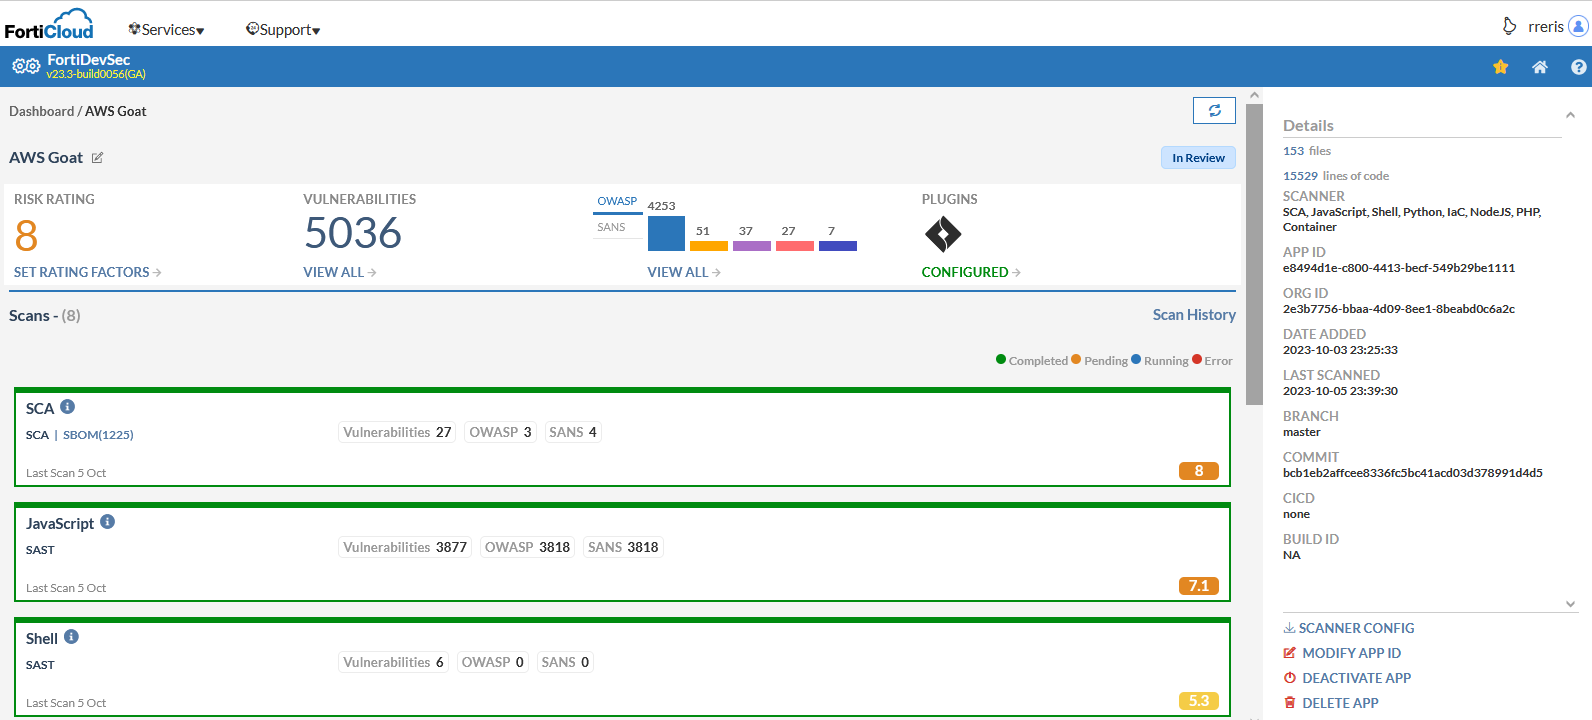 FortiCloud
Services
Support
rreris
FortiDevSec
v23.3-build0056(GA)
Dashboard / AWS Goat
AWS Goat
In Review
RISK RATING
8
SET RATING FACTORS
VULNERABILITIES
5036
VIEW ALL
OWASP
SANS
4253
51
37
27
7
VIEW ALL
PLUGINS
CONFIGURED
Scans - (8)
Scan History
Completed Pending Running Error
SCA
SCA | SBOM(1225)
Vulnerabilities 27 OWASP 3 SANS 4
Last Scan 5 Oct
8
JavaScript
SAST
Vulnerabilities 3877 OWASP 3818 SANS 3818
Last Scan 5 Oct
7.1
Shell
SAST
Vulnerabilities 6 OWASP 0 SANS 0
Last Scan 5 Oct
5.3
Details
153 files
15529 lines of code
SCANNER
SCA, JavaScript, Shell, Python, IaC, NodeJS, PHP,
Container
APP ID
e8494d1e-c800-4413-becf-549b29be1111
ORG ID
2e3b7756-bbaa-4d09-8ee1-8beabd0c6a2c
DATE ADDED
2023-10-03 23:25:33
LAST SCANNED
2023-10-05 23:39:30
BRANCH
master
COMMIT
bcb1eb2affcee8336fc5bc41acd03d378991d4d5
CICD
none
BUILD ID
NA
SCANNER CONFIG
MODIFY APP ID
DEACTIVATE APP
DELETE APP